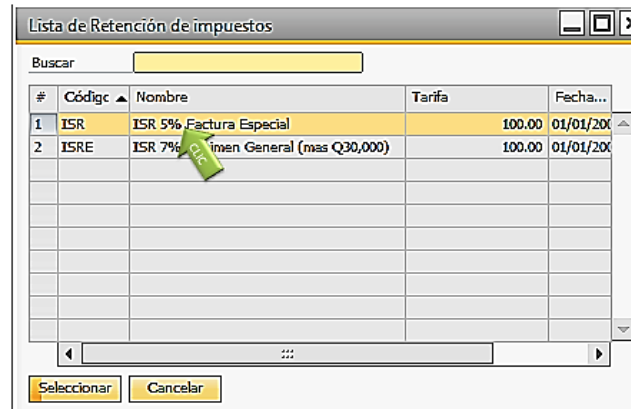 Lista de Retención de impuestos
Buscar
# Códigc Nombre Tarifa Fecha...
1 ISR ISR 5% Factura Especial 100.00 01/01/200
2 ISRE ISR 7% imen General (mas Q30,000) 100.00 01/01/200
CLIC
Seleccionar Cancelar